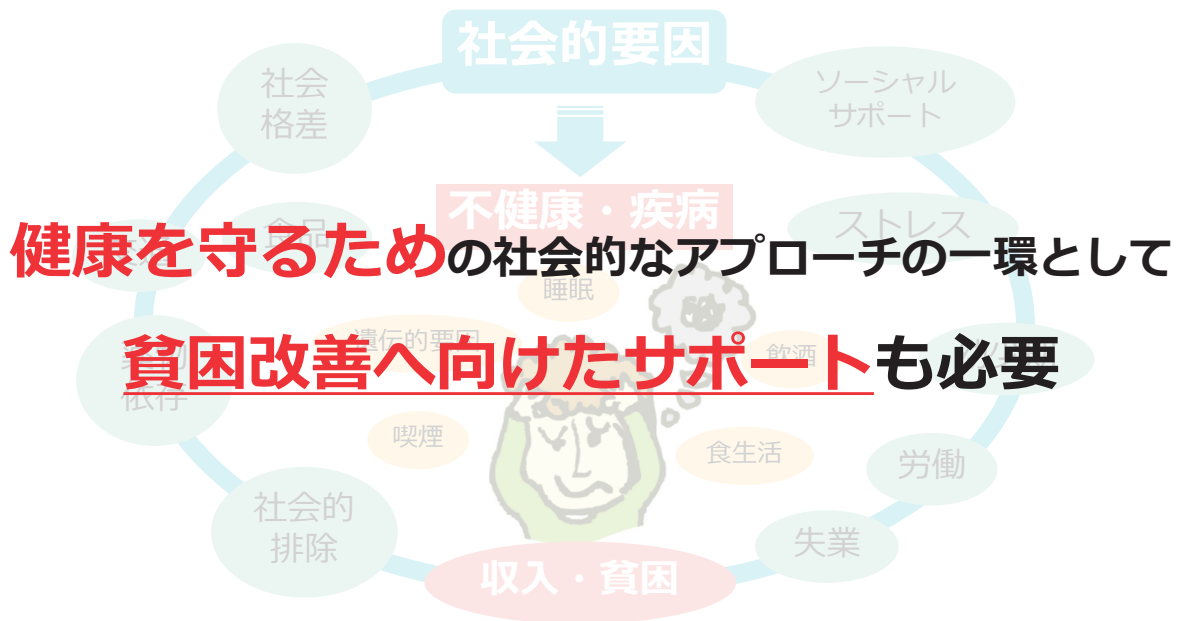 社会的要因
社会
格差
ソーシャル
サポート
不健康・疾病
食品
ストレス
健康を守るための社会的なアプローチの一環として
睡眠
遺伝的要因
貧困改善へ向けたサポートも必要
飲酒
依存
喫煙
食生活
労働
社会的
排除
失業
収入・貧困